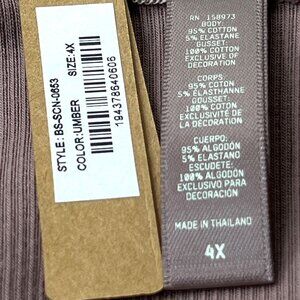 STYLE: BS-SCN-0653
COLOR:UMBER
SIZE:4X
194378640606
RN 158973
BODY:
95% COTTON
5% ELASTANE
GUSSET:
100% COTTON
EXCLUSIVE OF
DECORATION
CORPS:
95% COTON
5% ÉLASTHANNE
GOUSSET:
100% COTON
EXCLUSIVITÉ DE
LA DÉCORATION
CUERPO:
95% ALGODÓN
5% ELASTANO
ESCUDETE:
100% ALGODÓN
EXCLUSIVO PARA
DECORACIÓN
MADE IN THAILAND
4X